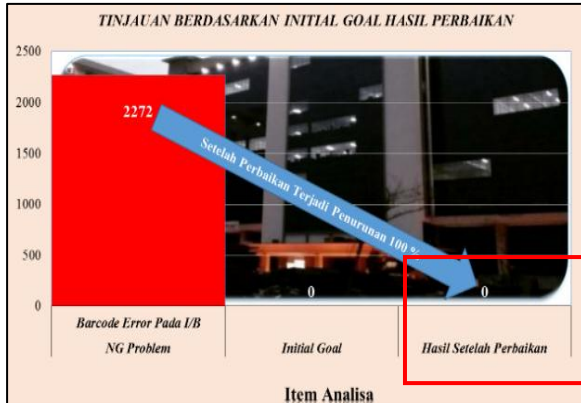 TINJAUAN BERDASARKAN INITIAL GOAL HASIL PERBAIKAN
2500
2000
1500
1000
500
0
2272
Setelah Perbaikan Terjadi Penurunan 100 %
0
0
Barcode Error Pada I/B
NG Problem
Initial Goal
Hasil Setelah Perbaikan
Item Analisa